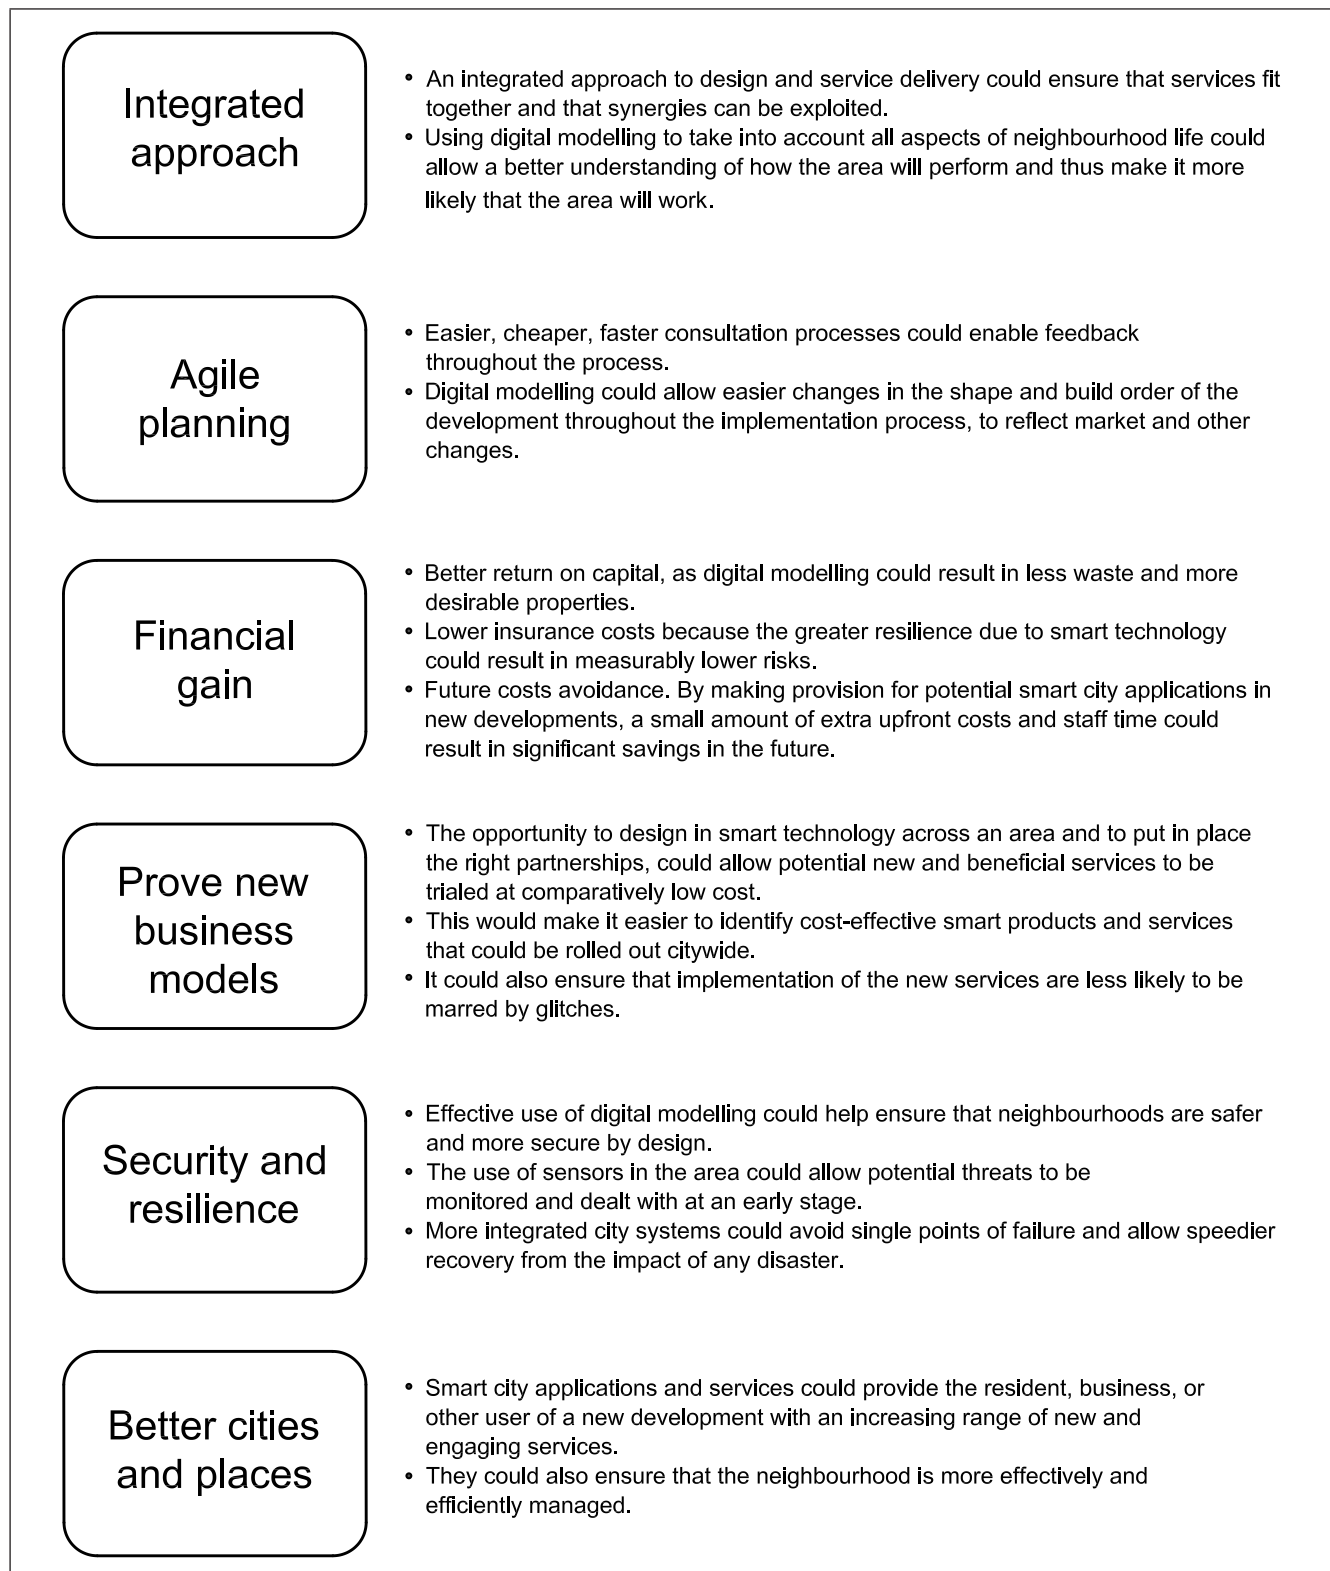 Integrated
approach
• An integrated approach to design and service delivery could ensure that services fit
together and that synergies can be exploited.
• Using digital modelling to take into account all aspects of neighbourhood life could
allow a better understanding of how the area will perform and thus make it more
likely that the area will work.
Agile
planning
• Easier, cheaper, faster consultation processes could enable feedback
throughout the process.
• Digital modelling could allow easier changes in the shape and build order of the
development throughout the implementation process, to reflect market and other
changes.
Financial
gain
• Better return on capital, as digital modelling could result in less waste and more
desirable properties.
• Lower insurance costs because the greater resilience due to smart technology
could result in measurably lower risks.
• Future costs avoidance. By making provision for potential smart city applications in
new developments, a small amount of extra upfront costs and staff time could
result in significant savings in the future.
Prove new
business
models
• The opportunity to design in smart technology across an area and to put in place
the right partnerships, could allow potential new and beneficial services to be
trialed at comparatively low cost.
• This would make it easier to identify cost-effective smart products and services
that could be rolled out citywide.
• It could also ensure that implementation of the new services are less likely to be
marred by glitches.
Security and
resilience
• Effective use of digital modelling could help ensure that neighbourhoods are safer
and more secure by design.
• The use of sensors in the area could allow potential threats to be
monitored and dealt with at an early stage.
• More integrated city systems could avoid single points of failure and allow speedier
recovery from the impact of any disaster.
Better cities
and places
• Smart city applications and services could provide the resident, business, or
other user of a new development with an increasing range of new and
engaging services.
• They could also ensure that the neighbourhood is more effectively and
efficiently managed.